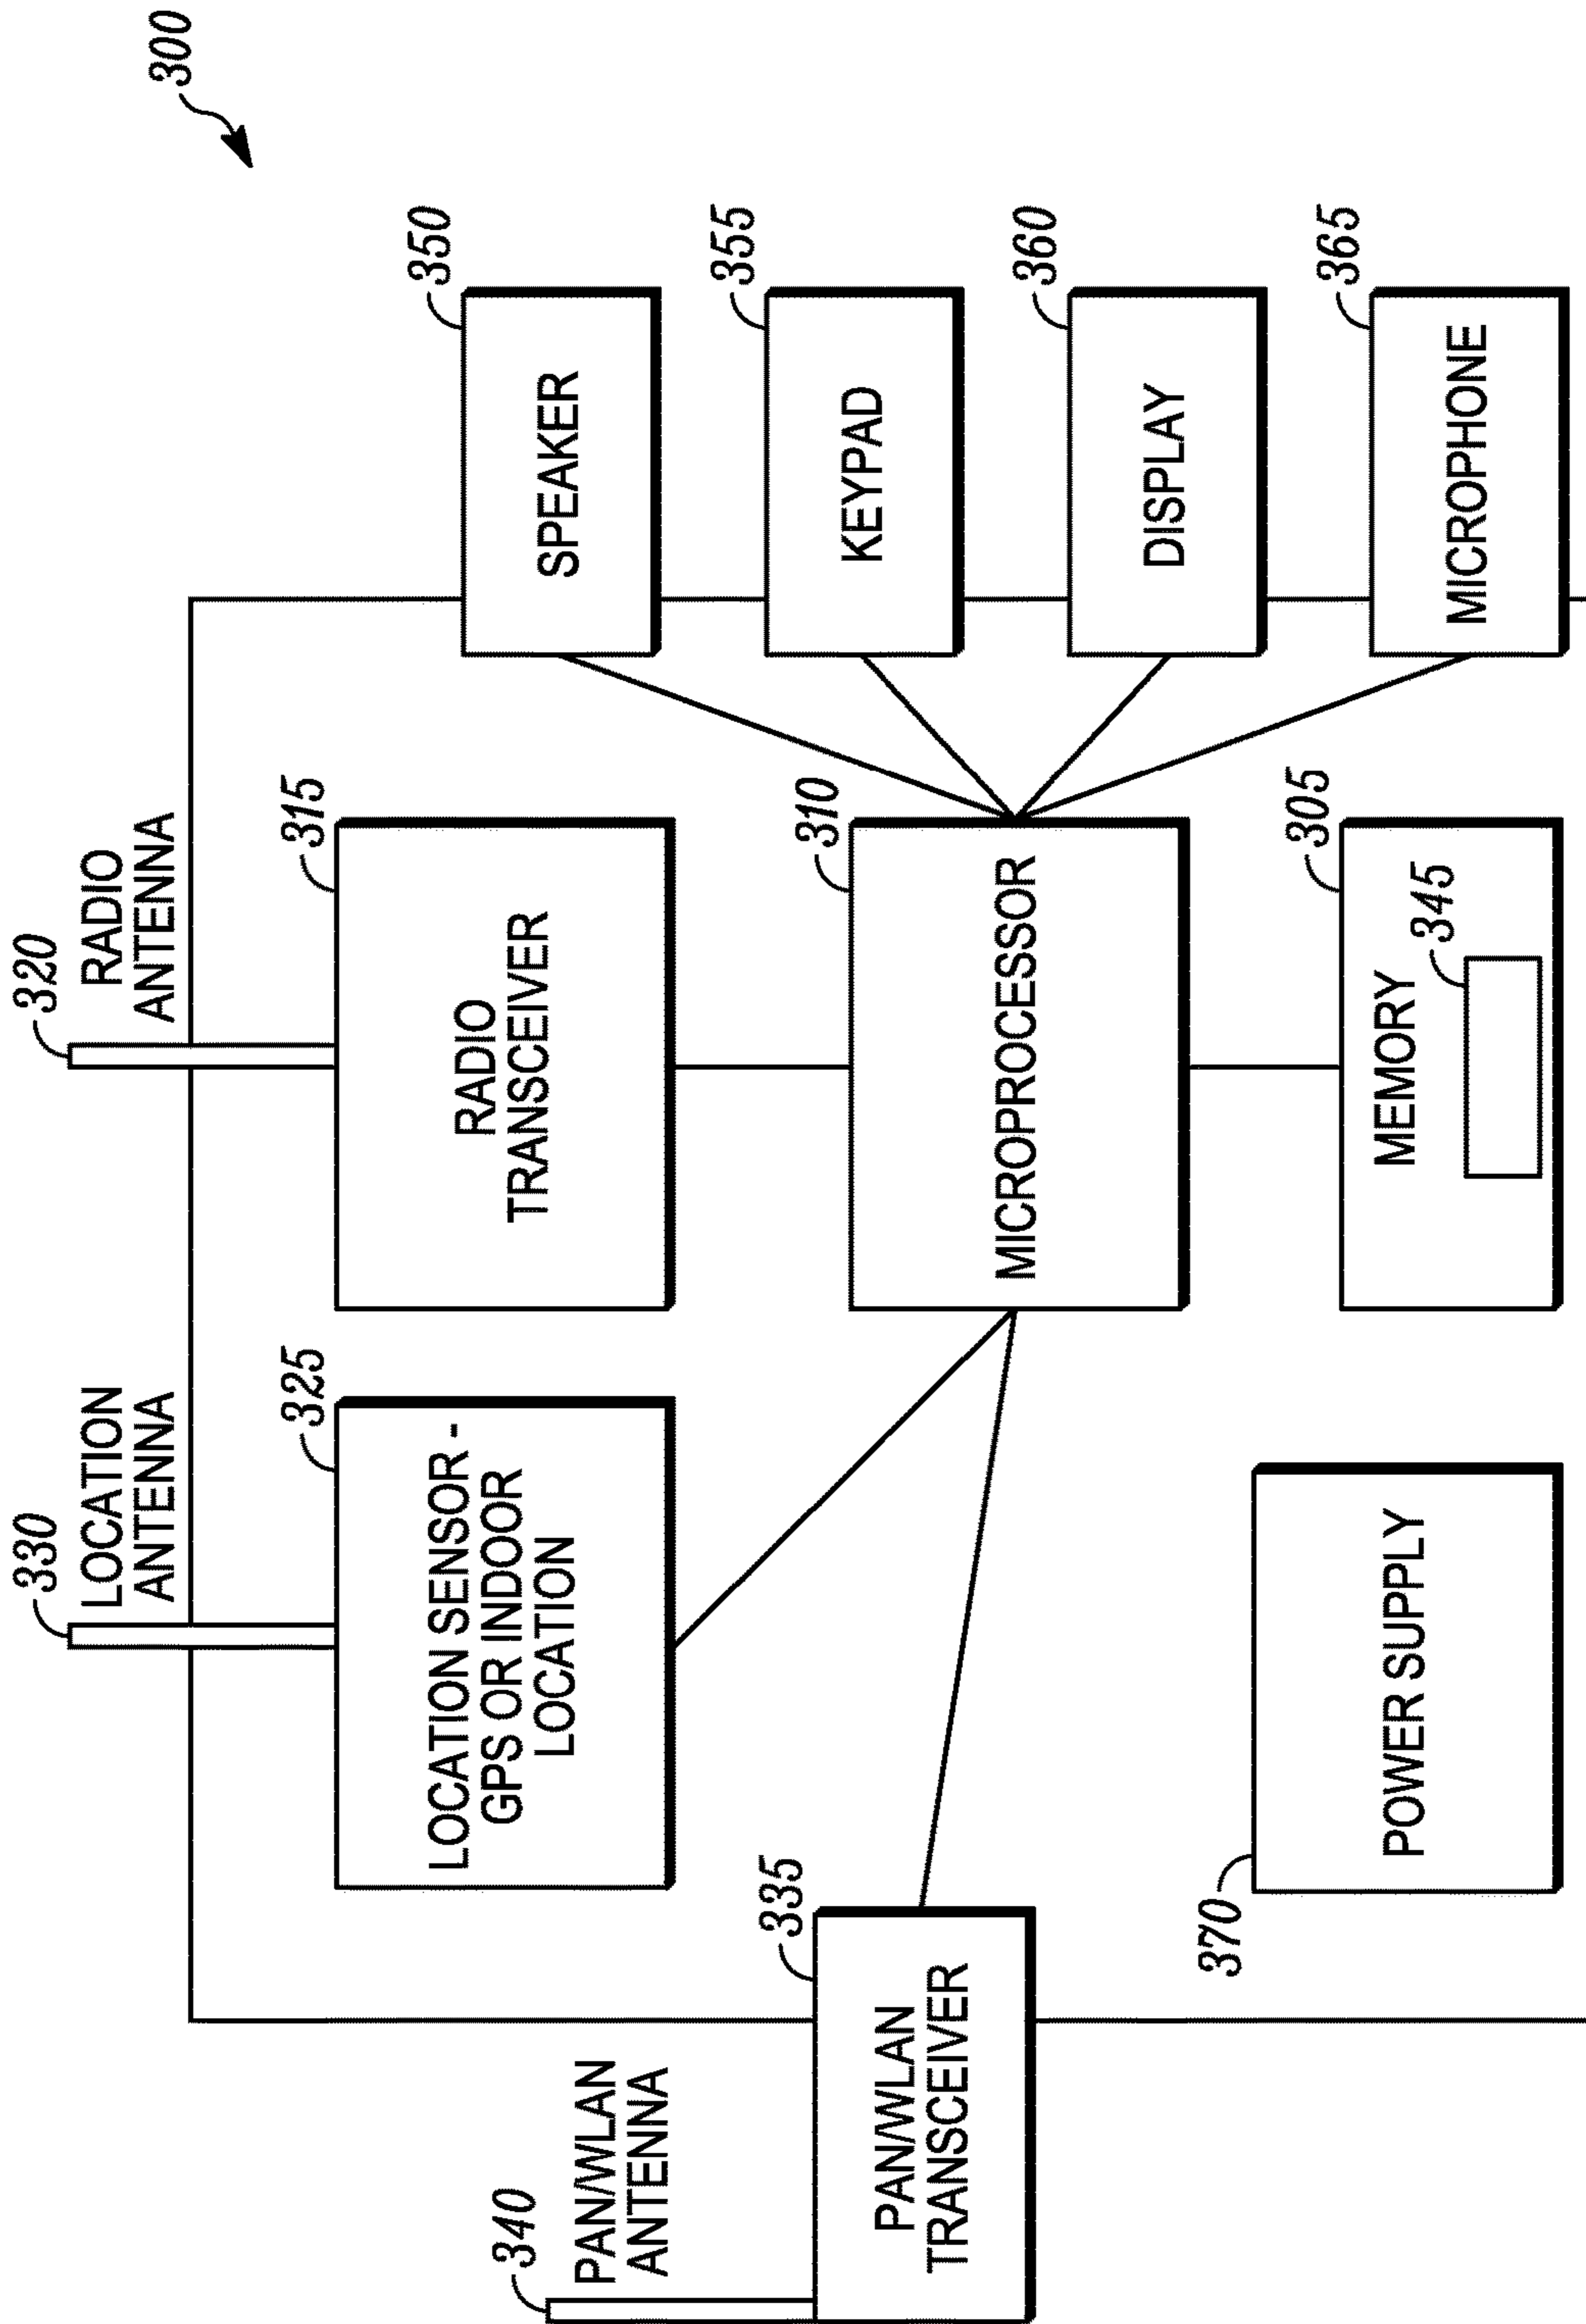 300
320
RADIO
ANTENNA
330
LOCATION
ANTENNA
340
PAN/WLAN
ANTENNA
315
RADIO
TRANSCEIVER
325
LOCATION SENSOR -
GPS OR INDOOR
LOCATION
335
PAN/WLAN
TRANSCEIVER
310
MICROPROCESSOR
305
MEMORY
345
370
POWER SUPPLY
350
SPEAKER
355
KEYPAD
360
DISPLAY
365
MICROPHONE